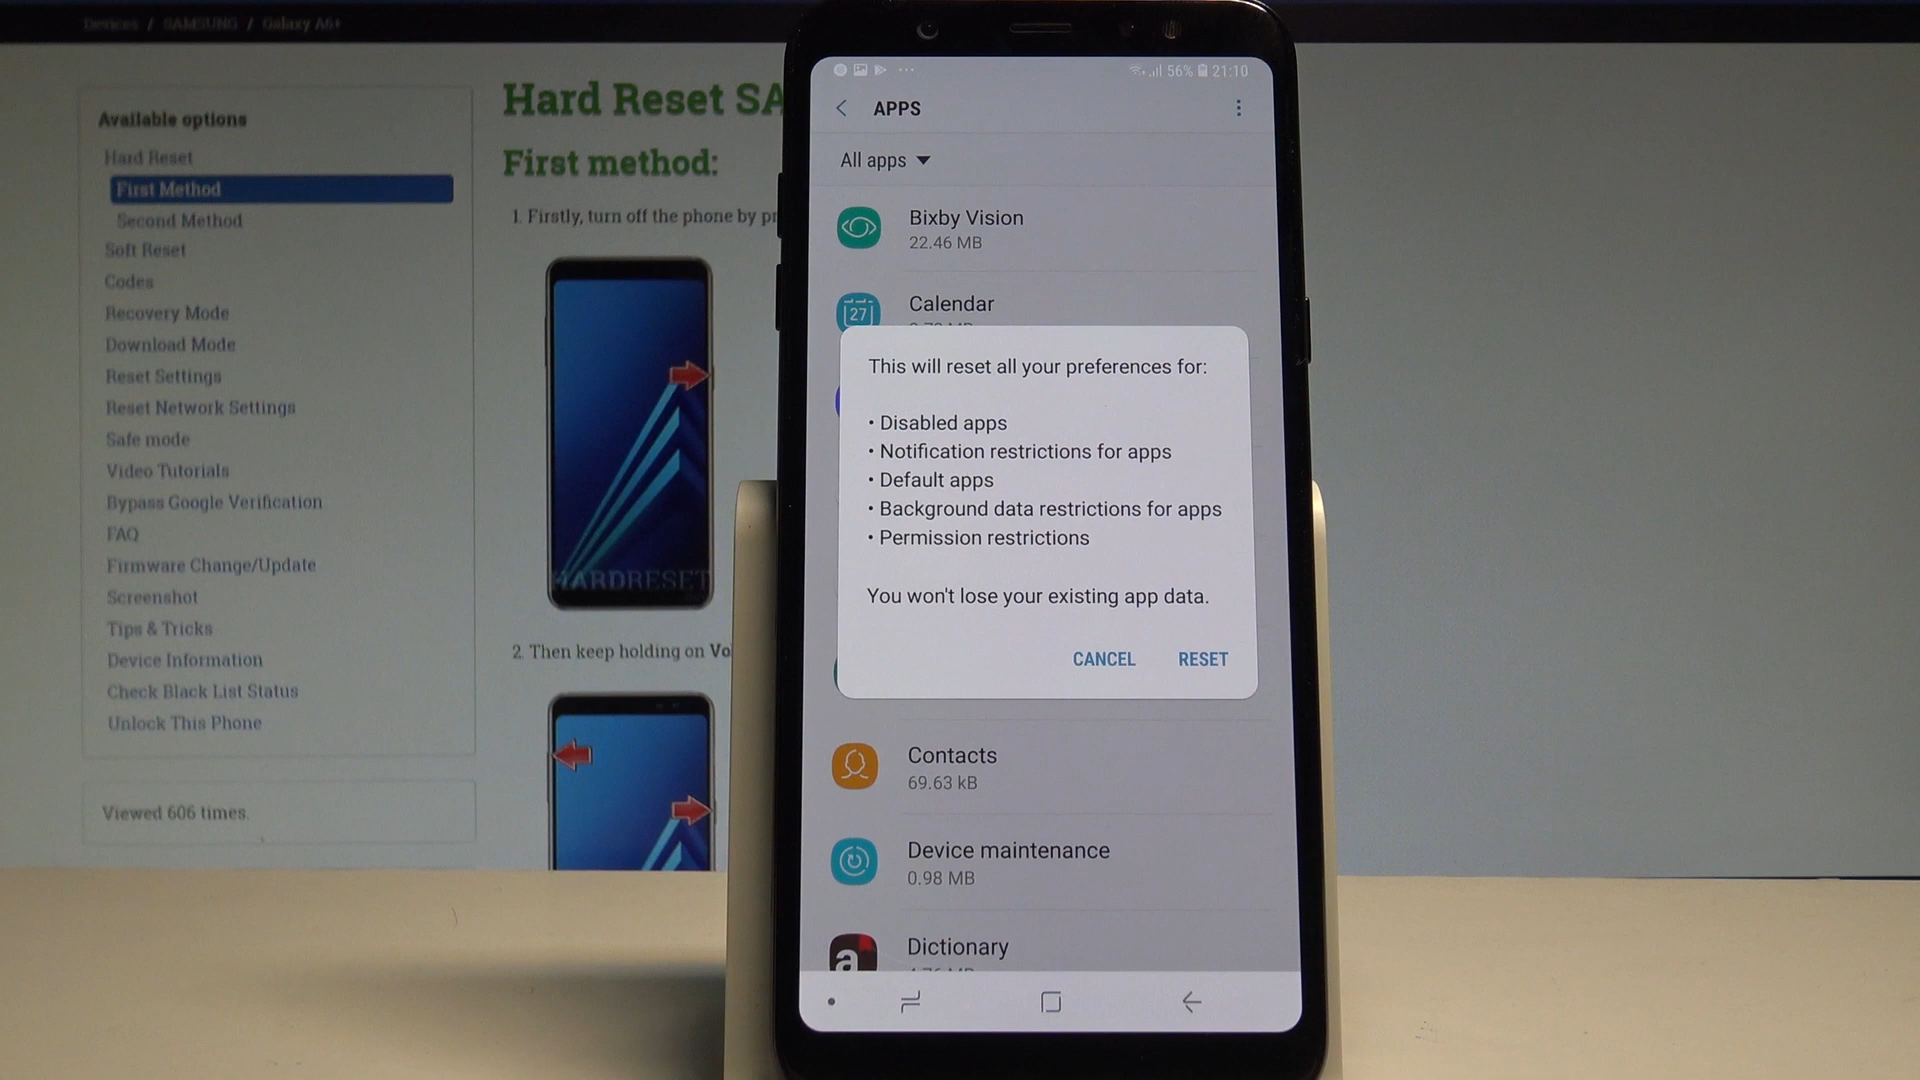 Devices / SAMSUNG / Galaxy A6+
Available options
Hard Reset
First Method
Second Method
Soft Reset
Codes
Recovery Mode
Download Mode
Reset Settings
Reset Network Settings
Safe mode
Video Tutorials
Bypass Google Verification
FAQ
Firmware Change/Update
Screenshot
Tips & Tricks
Device Information
Check Black List Status
Unlock This Phone
Viewed 606 times.
Hard Reset SA
First method:
1. Firstly, turn off the phone by pr
HARDRESET
2. Then keep holding on Vo
56% 21:10
APPS
All apps
Bixby Vision
22.46 MB
27
Calendar
This will reset all your preferences for:
• Disabled apps
• Notification restrictions for apps
• Default apps
• Background data restrictions for apps
• Permission restrictions
You won't lose your existing app data.
CANCEL RESET
Contacts
69.63 kB
Device maintenance
0.98 MB
a
Dictionary